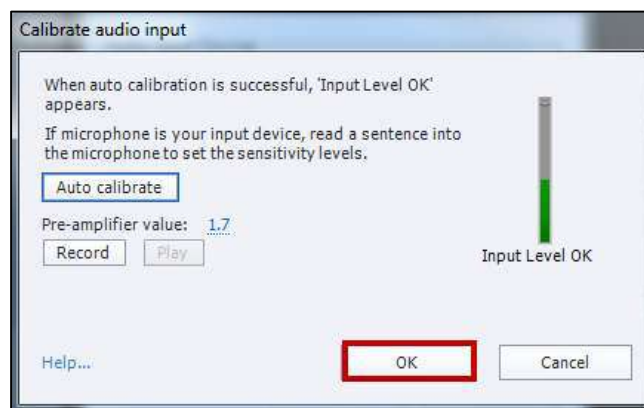 Calibrate audio input
When auto calibration is successful, 'Input Level OK'
appears.
If microphone is your input device, read a sentence into
the microphone to set the sensitivity levels.
Auto calibrate
Pre-amplifier value: 1.7
Record Play
Input Level OK
Help... OK Cancel